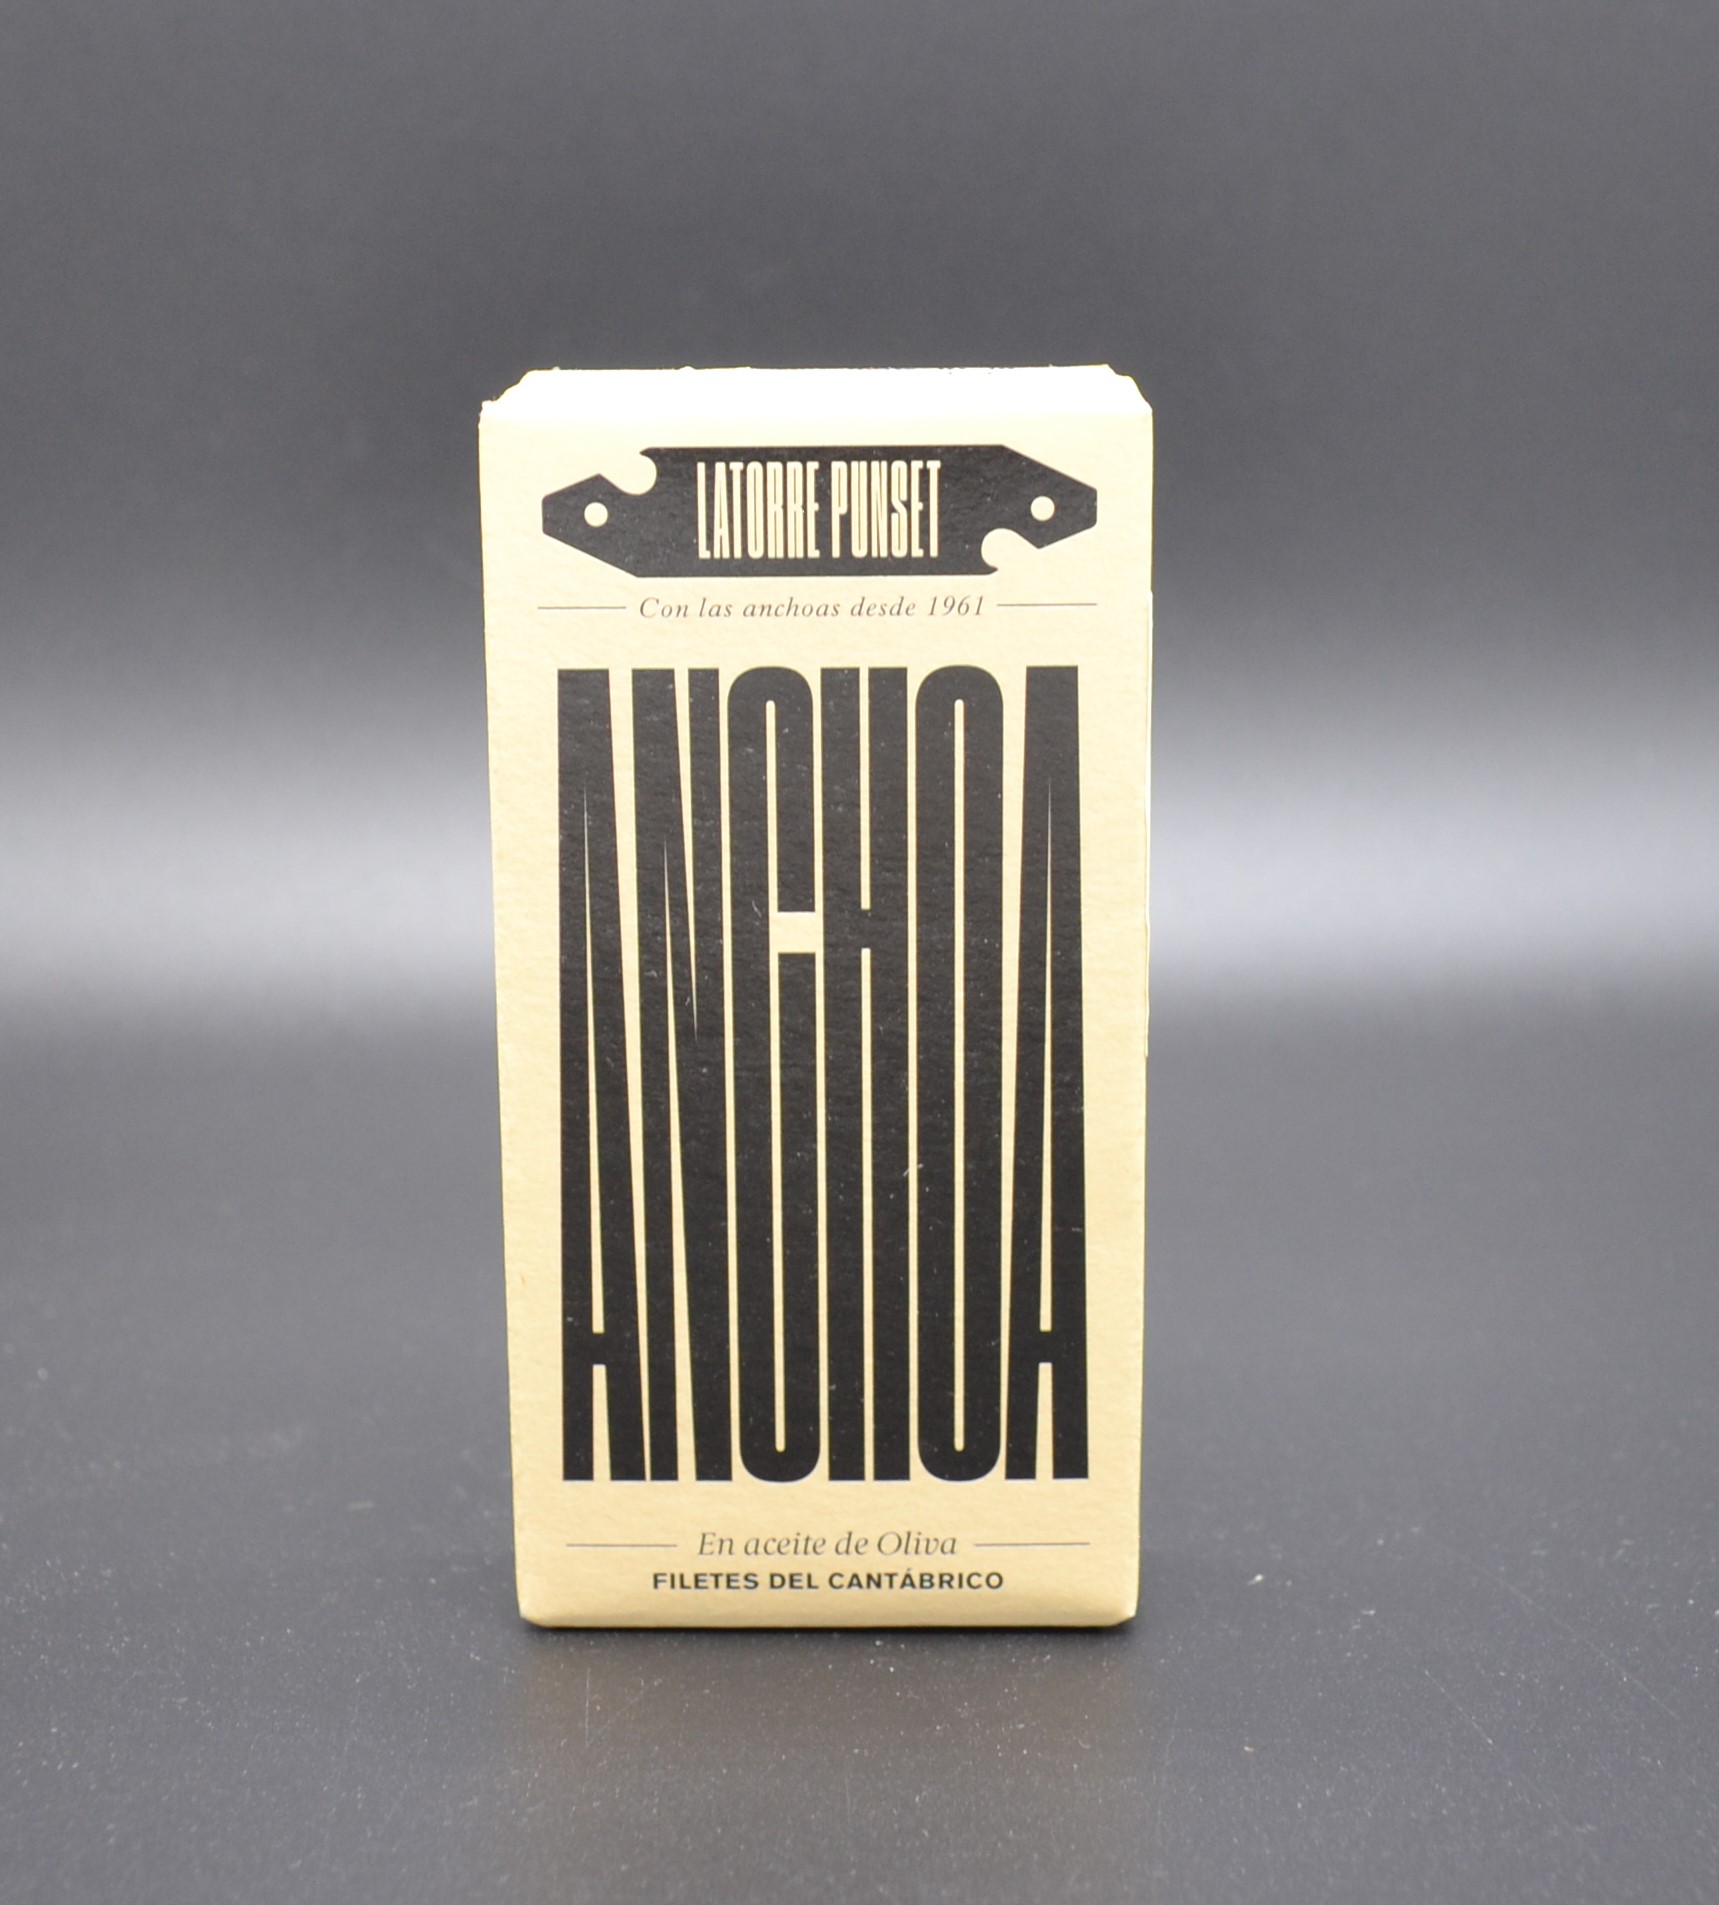 LATORRE PUNSET
Con las anchoas desde 1961
ANCHOA
En aceite de Oliva
FILETES DEL CANTÁBRICO